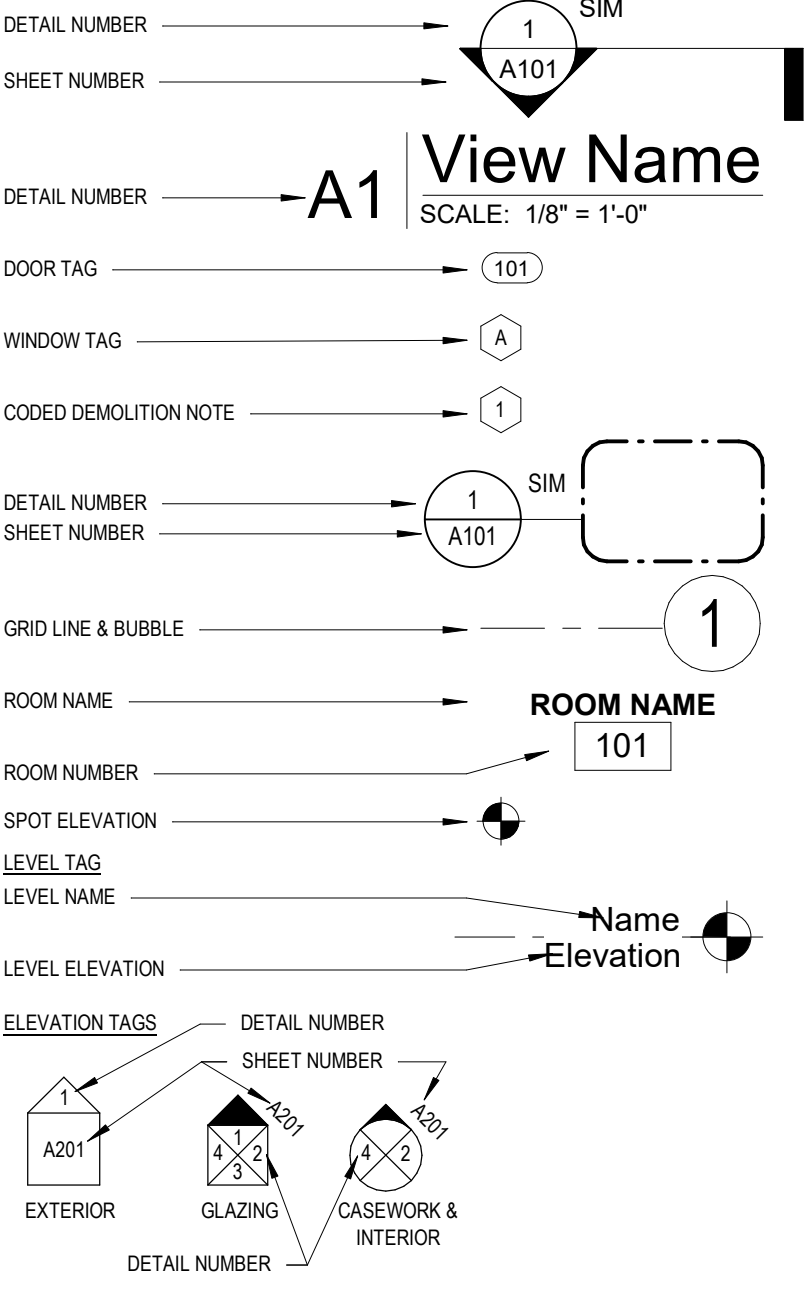 SIM
DETAIL NUMBER
1
SHEET NUMBER
A101
View Name
DETAIL NUMBER
A1
SCALE: 1/8" = 1'-0"
DOOR TAG
101
WINDOW TAG
A
CODED DEMOLITION NOTE
1
SIM
DETAIL NUMBER
1
SHEET NUMBER
A101
GRID LINE & BUBBLE
1
ROOM NAME
ROOM NAME
101
ROOM NUMBER
SPOT ELEVATION
LEVEL TAG
LEVEL NAME
Name
Elevation
LEVEL ELEVATION
ELEVATION TAGS
DETAIL NUMBER
SHEET NUMBER
1
A201
A201
A201
1
4 2
3
4 2
EXTERIOR
GLAZING
CASEWORK &
INTERIOR
DETAIL NUMBER